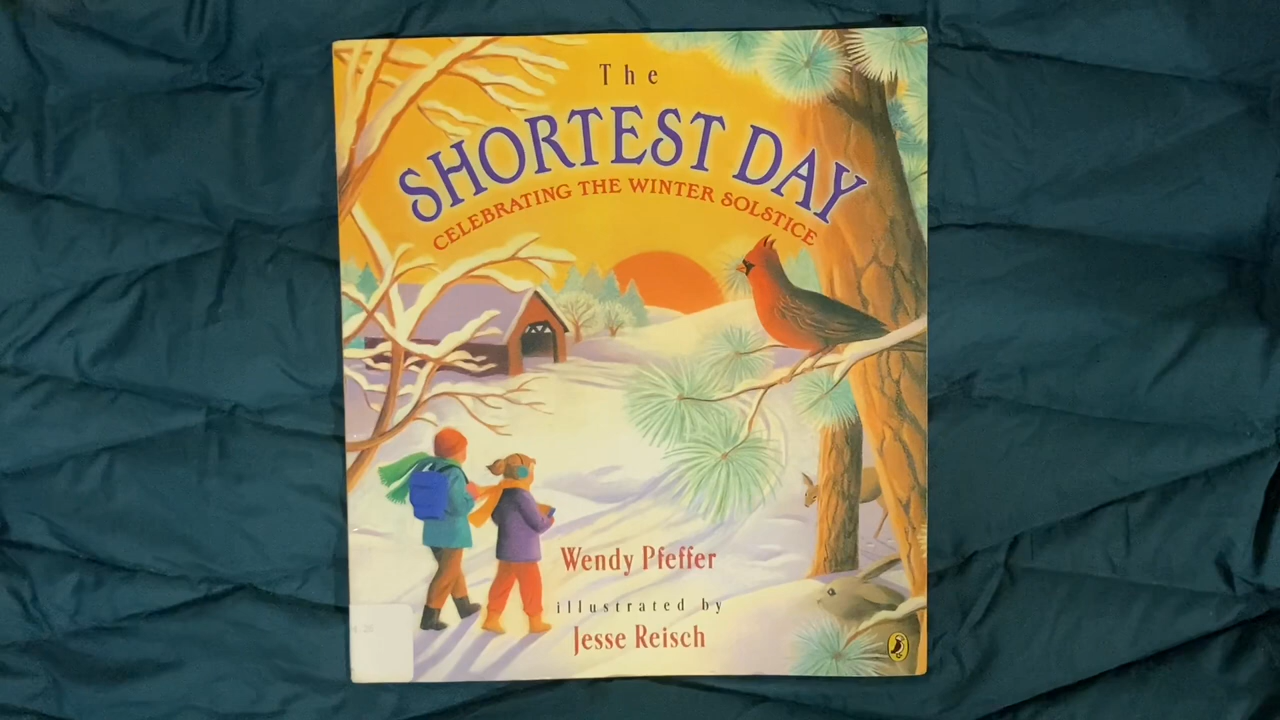 The
SHORTEST DAY
CELEBRATING THE WINTER SOLSTICE
Wendy Pfeffer
illustrated by
Jesse Reisch